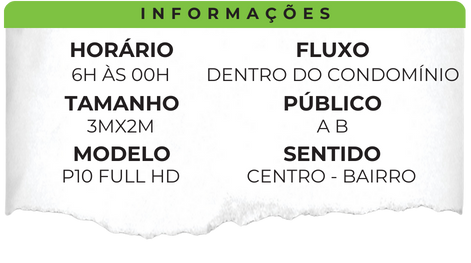 INFORMAÇÕES
HORÁRIO
6H ÀS 00H
FLUXO
DENTRO DO CONDOMÍNIO
TAMANHO
3MX2M
PÚBLICO
A B
MODELO
P10 FULL HD
SENTIDO
CENTRO - BAIRRO